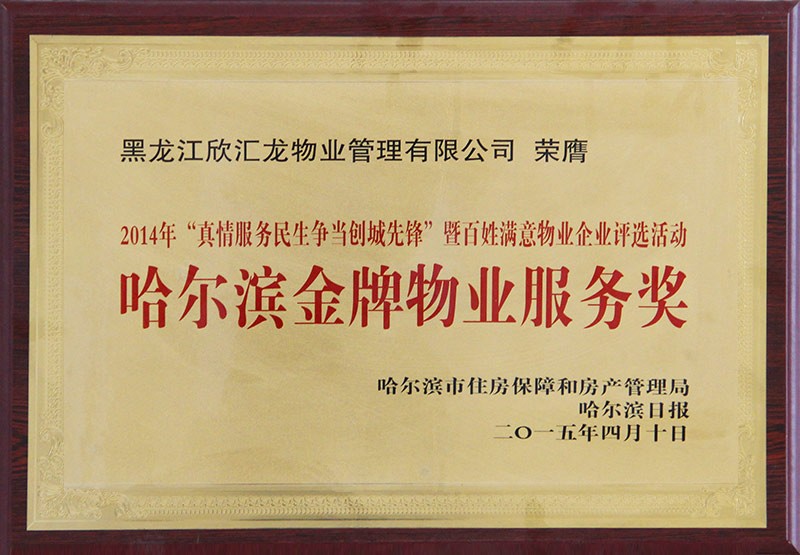 黑龙江欣汇龙物业管理有限公司 荣膺
2014年“真情服务民生争当创城先锋”暨百姓满意物业企业评选活动
哈尔滨金牌物业服务奖
哈尔滨市住房保障和房产管理局
哈尔滨日报
二〇一五年四月十日